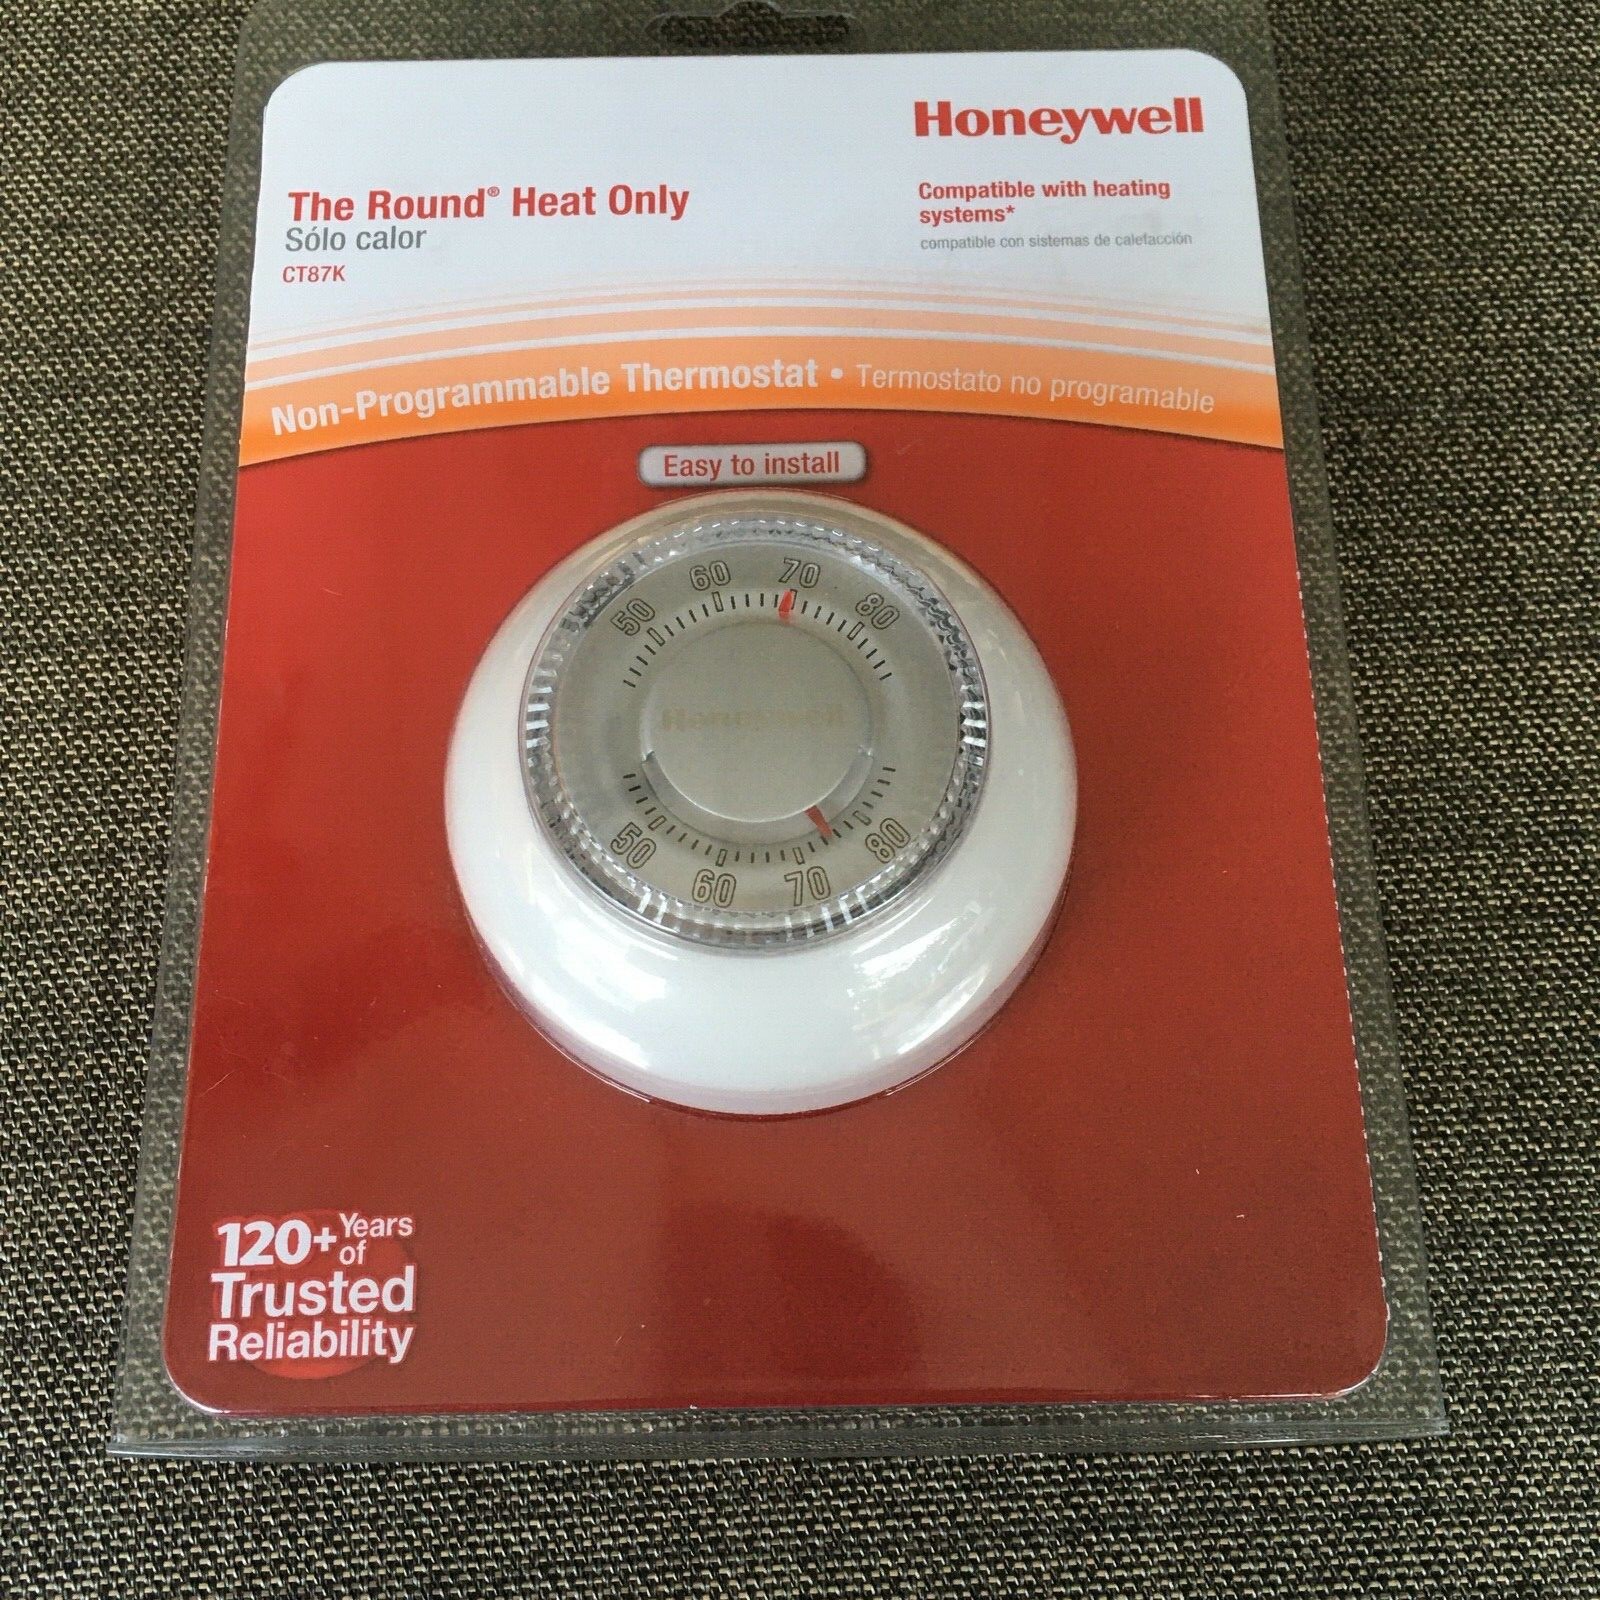 Honeywell
The Round® Heat Only
Sólo calor
CT87K
Compatible with heating
systems*
compatible con sistemas de calefacción
Non-Programmable Thermostat • Termostato no programable
Easy to install
50 60 70 80
Honeywell
50 60 70 80
120+ Years
of
Trusted
Reliability